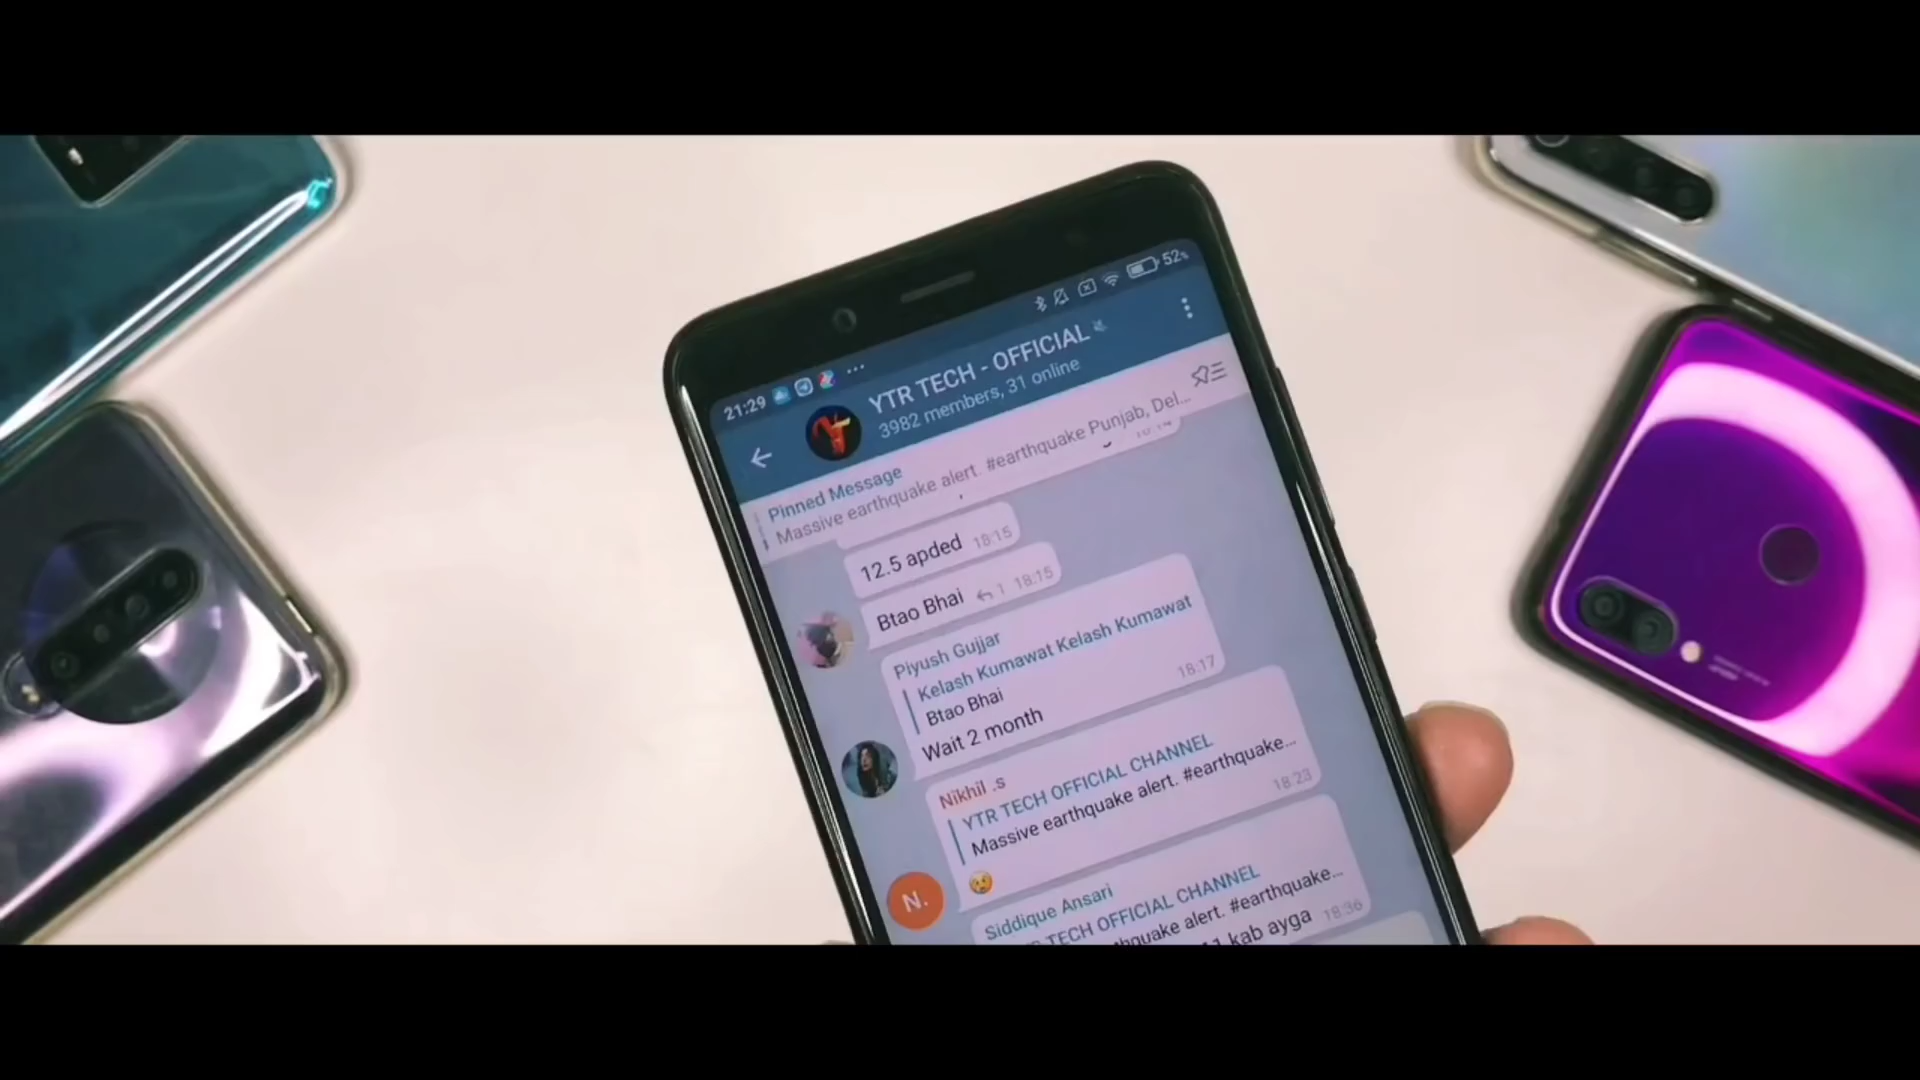 21:29
52%
YTR TECH - OFFICIAL
3982 members, 31 online
Pinned Message
Massive earthquake alert. #earthquake Punjab, Del...
12.5 apded 18:15
Btao Bhai 1 18:15
Piyush Gujjar
Kelash Kumawat Kelash Kumawat
Btao Bhai
Wait 2 month 18:17
Nikhil .s
YTR TECH OFFICIAL CHANNEL
Massive earthquake alert. #earthquake...
18:23
N.
Siddique Ansari
TECH OFFICIAL CHANNEL
alert. #earthquake...
kab ayga 18:36